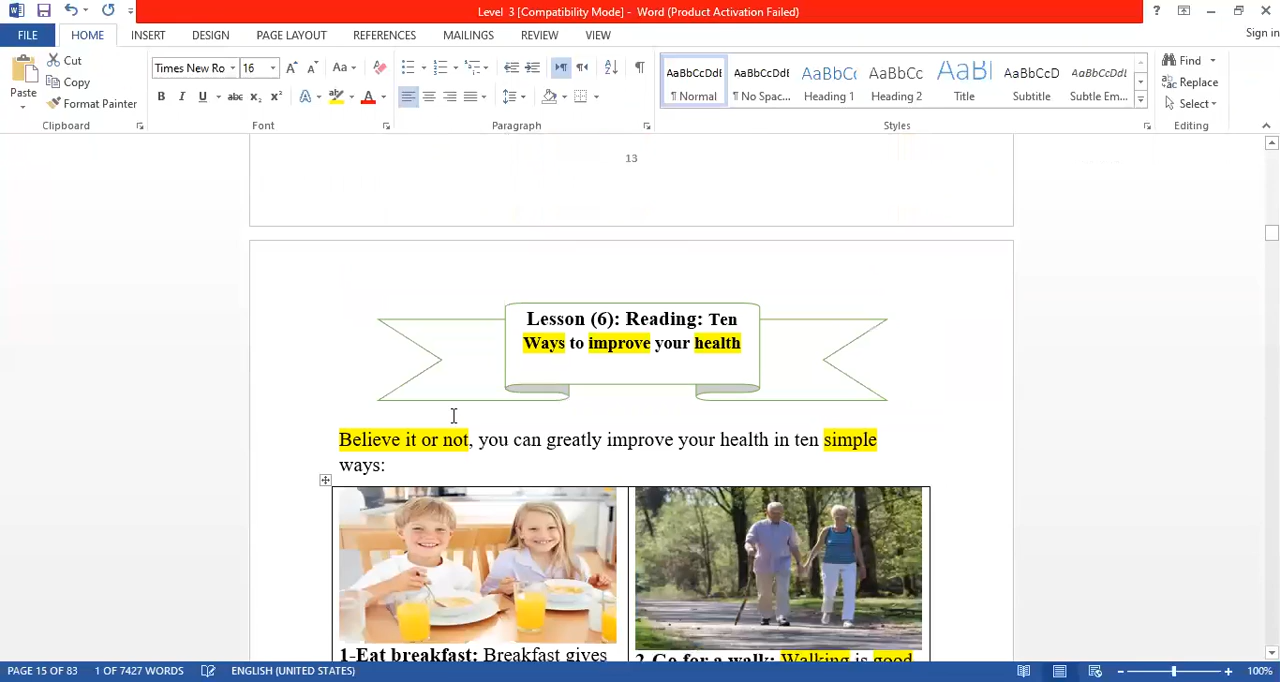 Level 3 [Compatibility Mode] - Word (Product Activation Failed)
FILE HOME INSERT DESIGN PAGE LAYOUT REFERENCES MAILINGS REVIEW VIEW Sign in
Paste
Cut
Copy
Format Painter
Clipboard
Times New Ro 16
Font
Paragraph
AaBbCcDdI AaBbCcDdI AaBbCc AaBbCc AaBl AaBbCcD AaBbCcDdI
¶ Normal ¶ No Spac... Heading 1 Heading 2 Title Subtitle Subtle Em...
Styles
Find
Replace
Select
Editing
13
Lesson (6): Reading: Ten
Ways to improve your health
Believe it or not, you can greatly improve your health in ten simple
ways:
1-Eat breakfast: Breakfast gives
2-Go for a walk: Walking is good
PAGE 15 OF 83 1 OF 7427 WORDS ENGLISH (UNITED STATES) 100%